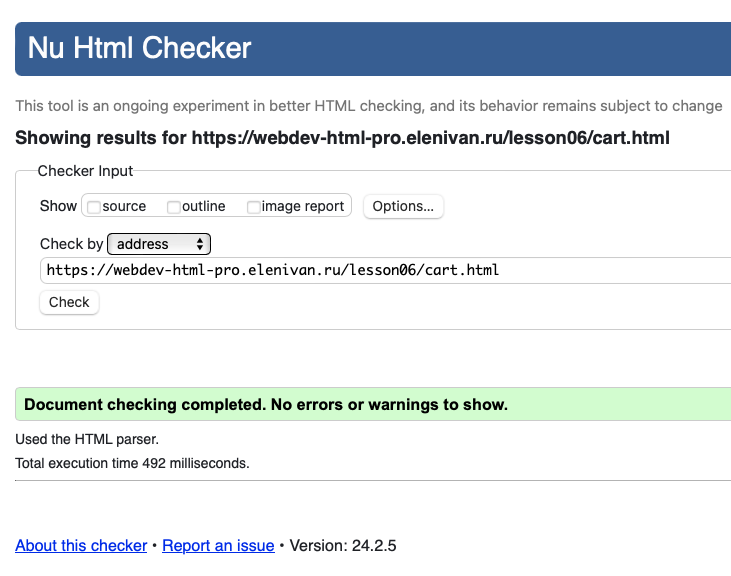 Nu Html Checker
This tool is an ongoing experiment in better HTML checking, and its behavior remains subject to change
Showing results for https://webdev-html-pro.elenivan.ru/lesson06/cart.html
Checker Input
Show source outline image report Options...
Check by address
https://webdev-html-pro.elenivan.ru/lesson06/cart.html
Check
Document checking completed. No errors or warnings to show.
Used the HTML parser.
Total execution time 492 milliseconds.
About this checker • Report an issue • Version: 24.2.5